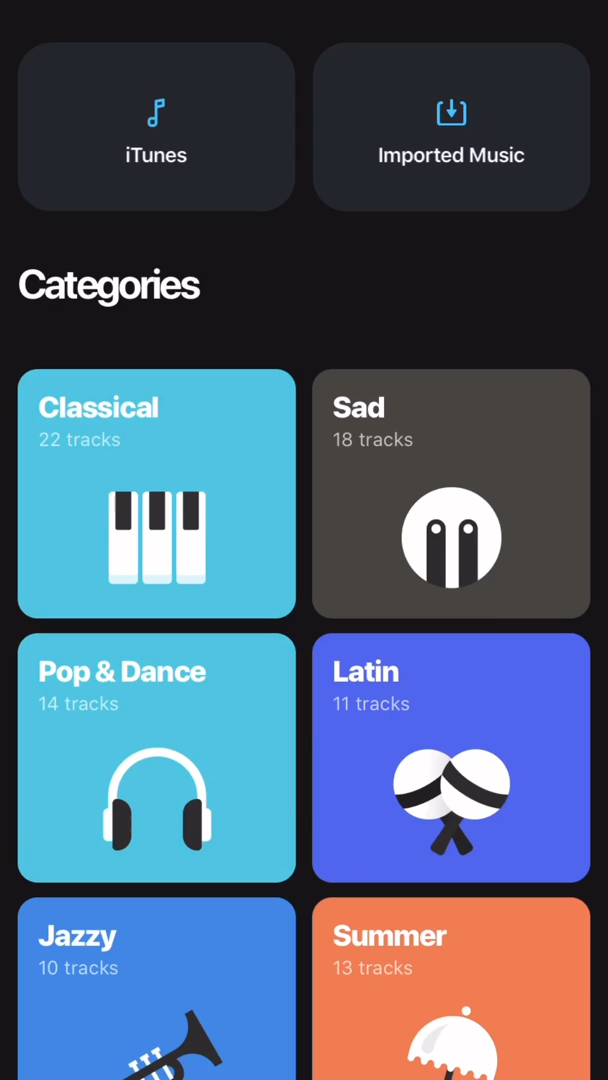 iTunes
Imported Music
Categories
Classical
22 tracks
Sad
18 tracks
Pop & Dance
14 tracks
Latin
11 tracks
Jazzy
10 tracks
Summer
13 tracks